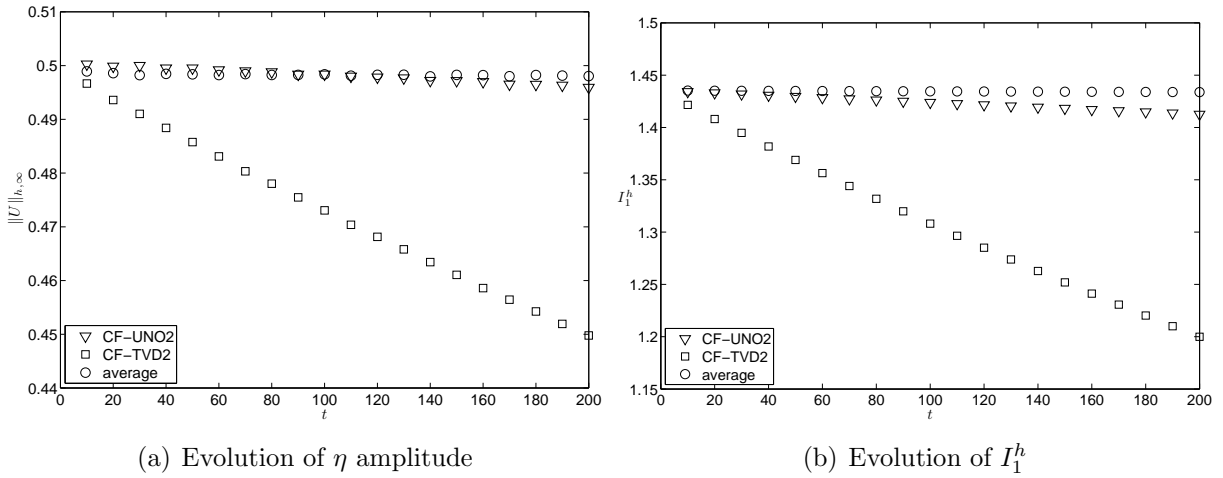 0.51
0.5
0.49
0.48
0.47
0.46
0.45
0.44
‖U‖h,∞
0 20 40 60 80 100 120 140 160 180 200
t
CF−UNO2
CF−TVD2
average
(a) Evolution of η amplitude
1.5
1.45
1.4
1.35
1.3
1.25
1.2
1.15
I₁ʰ
0 20 40 60 80 100 120 140 160 180 200
t
CF−UNO2
CF−TVD2
average
(b) Evolution of I₁ʰ